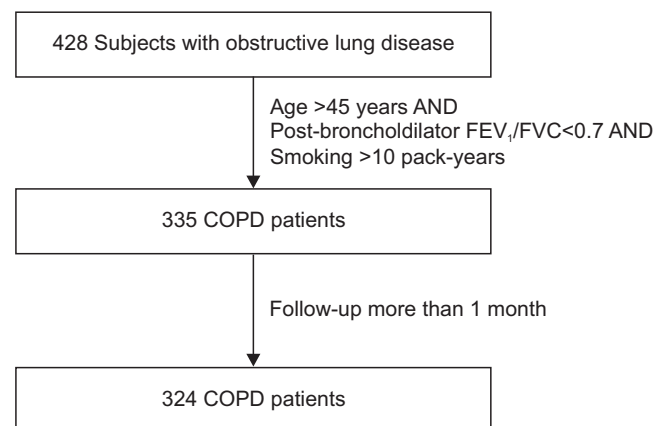 428 Subjects with obstructive lung disease
Age >45 years AND
Post-broncholdilator FEV₁/FVC<0.7 AND
Smoking >10 pack-years
335 COPD patients
Follow-up more than 1 month
324 COPD patients